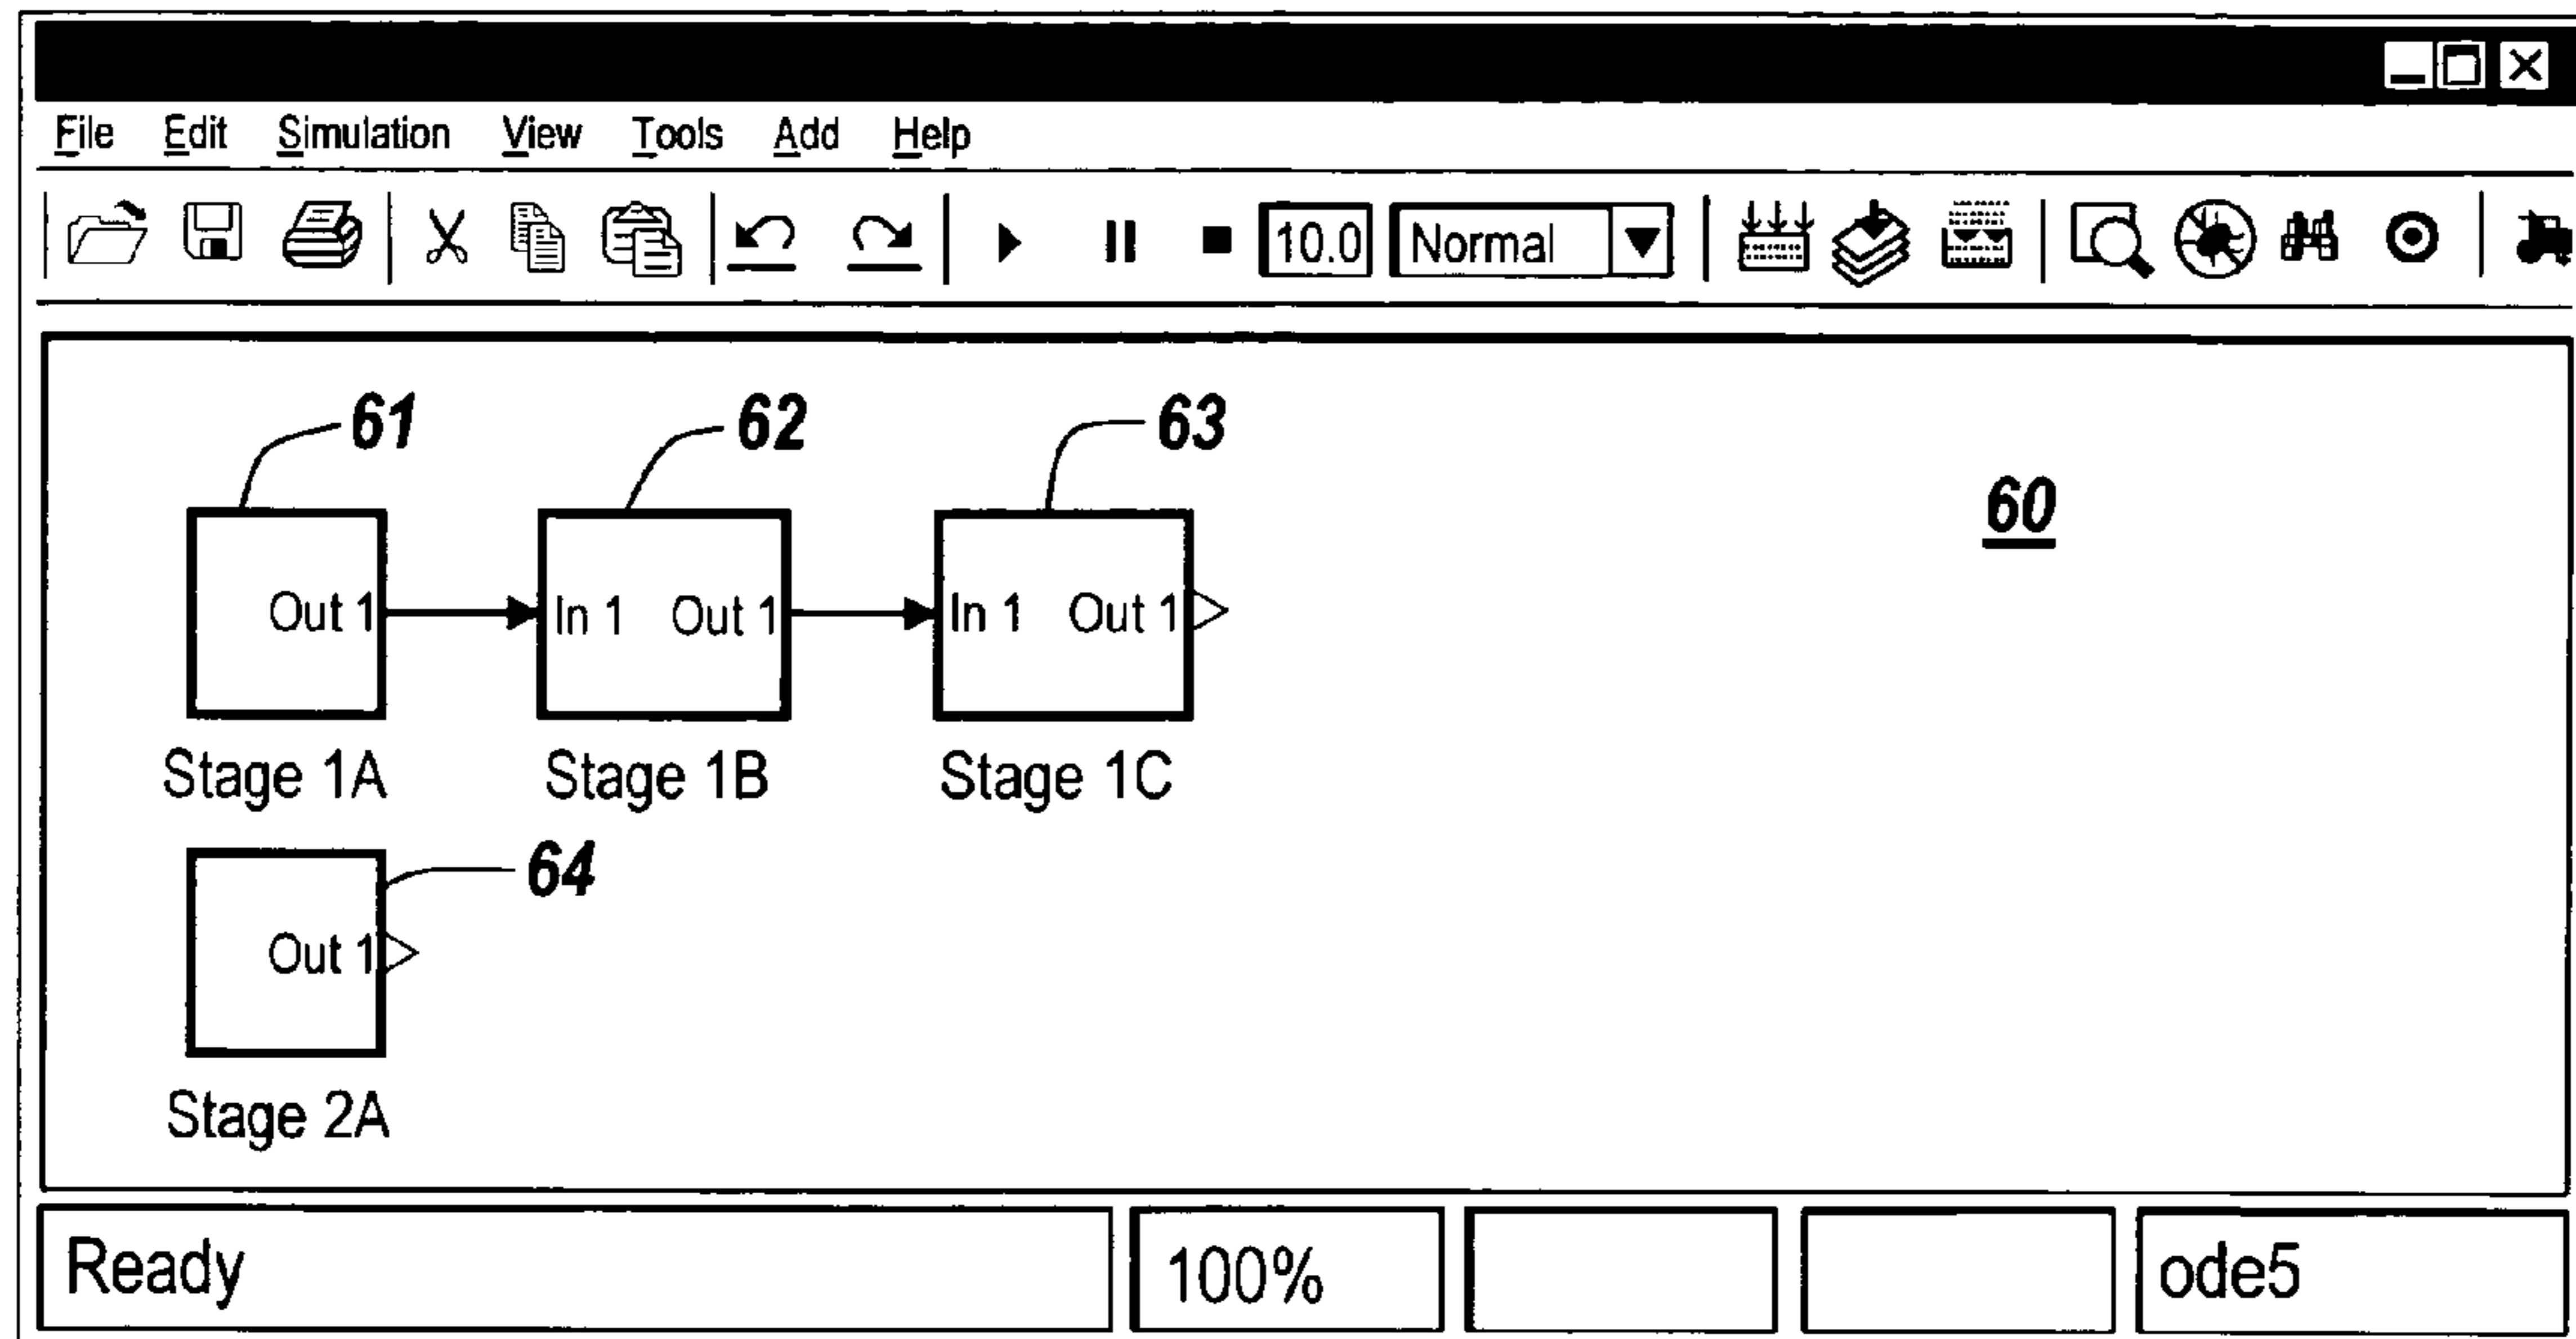 File Edit Simulation View Tools Add Help
10.0 Normal
61 62 63
60
Out 1 In 1 Out 1 In 1 Out 1
Stage 1A Stage 1B Stage 1C
64
Out 1
Stage 2A
Ready 100% ode5